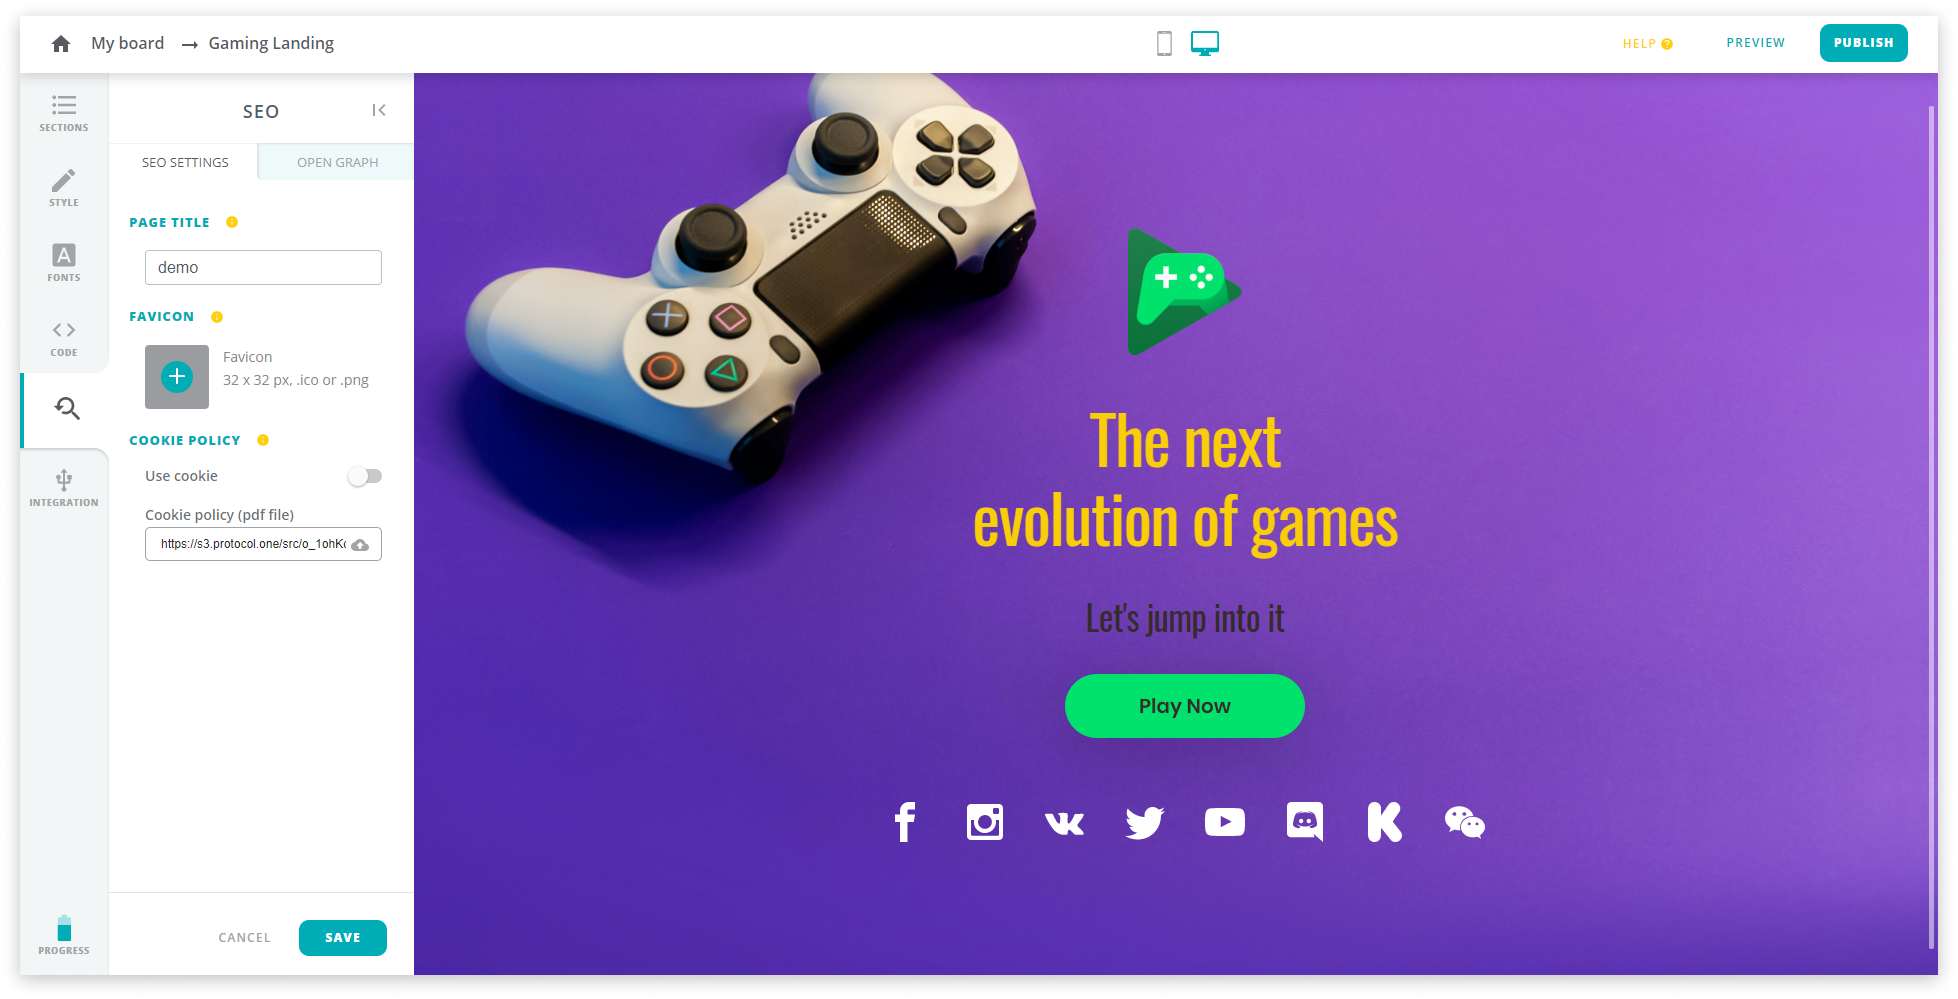 My board → Gaming Landing
HELP ?
PREVIEW
PUBLISH
SECTIONS
STYLE
A
FONTS
CODE
INTEGRATION
PROGRESS
SEO
SEO SETTINGS
OPEN GRAPH
PAGE TITLE
demo
FAVICON
Favicon
32 x 32 px, .ico or .png
COOKIE POLICY
Use cookie
Cookie policy (pdf file)
https://s3.protocol.one/src/o_1ohK
CANCEL
SAVE
The next
evolution of games
Let's jump into it
Play Now